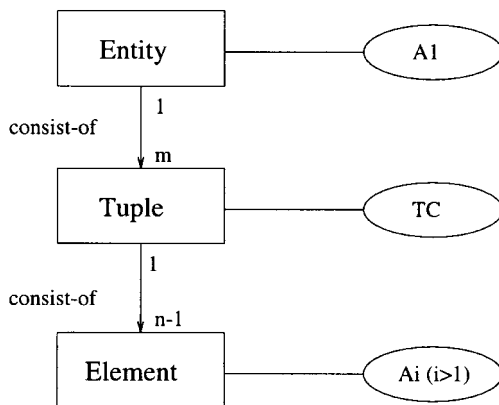 Entity
A1
1
consist-of
m
Tuple
TC
1
consist-of
n-1
Element
Ai (i>1)